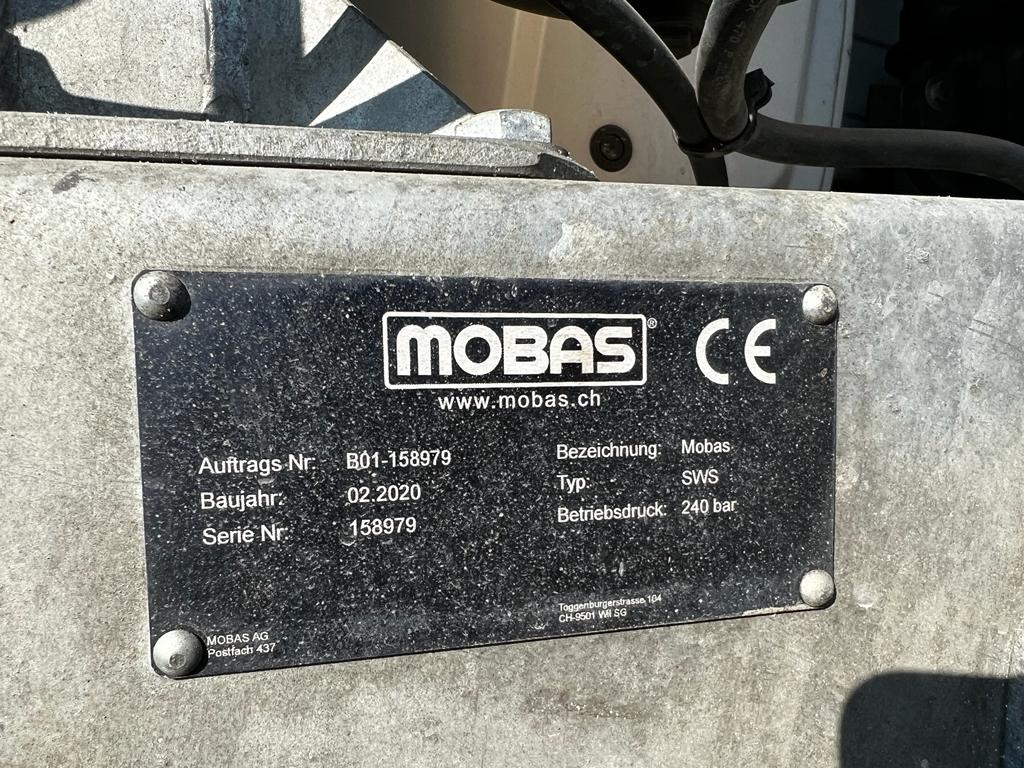 MOBAS®
CE
www.mobas.ch
Auftrags Nr: B01-158979
Baujahr: 02.2020
Serie Nr: 158979
Bezeichnung: Mobas
Typ: SWS
Betriebsdruck: 240 bar
MOBAS AG
Postfach 437
Toggenburgerstrasse 104
CH-9501 Wil SG